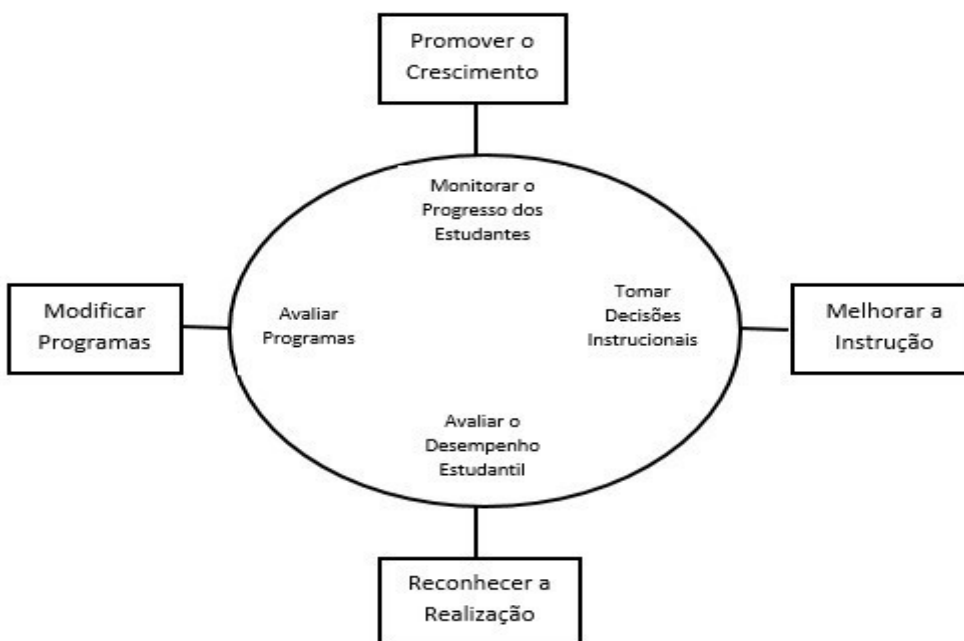 Promover o
Crescimento
Monitorar o
Progresso dos
Estudantes
Modificar
Programas
Avaliar
Programas
Tomar
Decisões
Instrucionais
Melhorar a
Instrução
Avaliar o
Desempenho
Estudantil
Reconhecer a
Realização